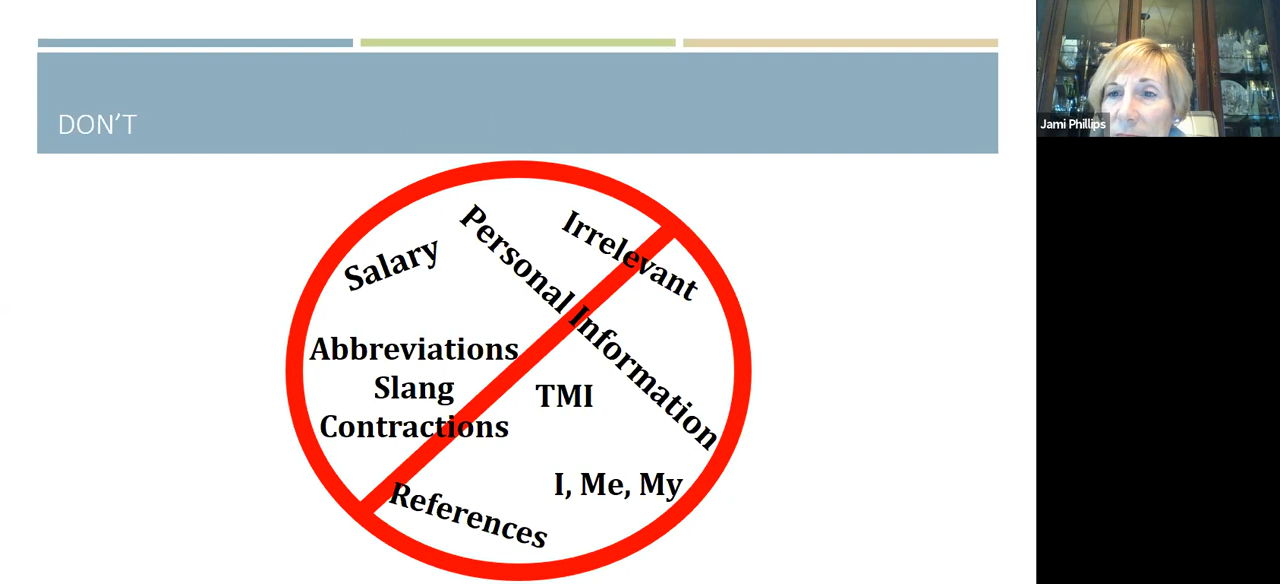 DON’T
Jami Phillips
Salary
Personal Information
Irrelevant
Abbreviations
Slang
Contractions
TMI
I, Me, My
References